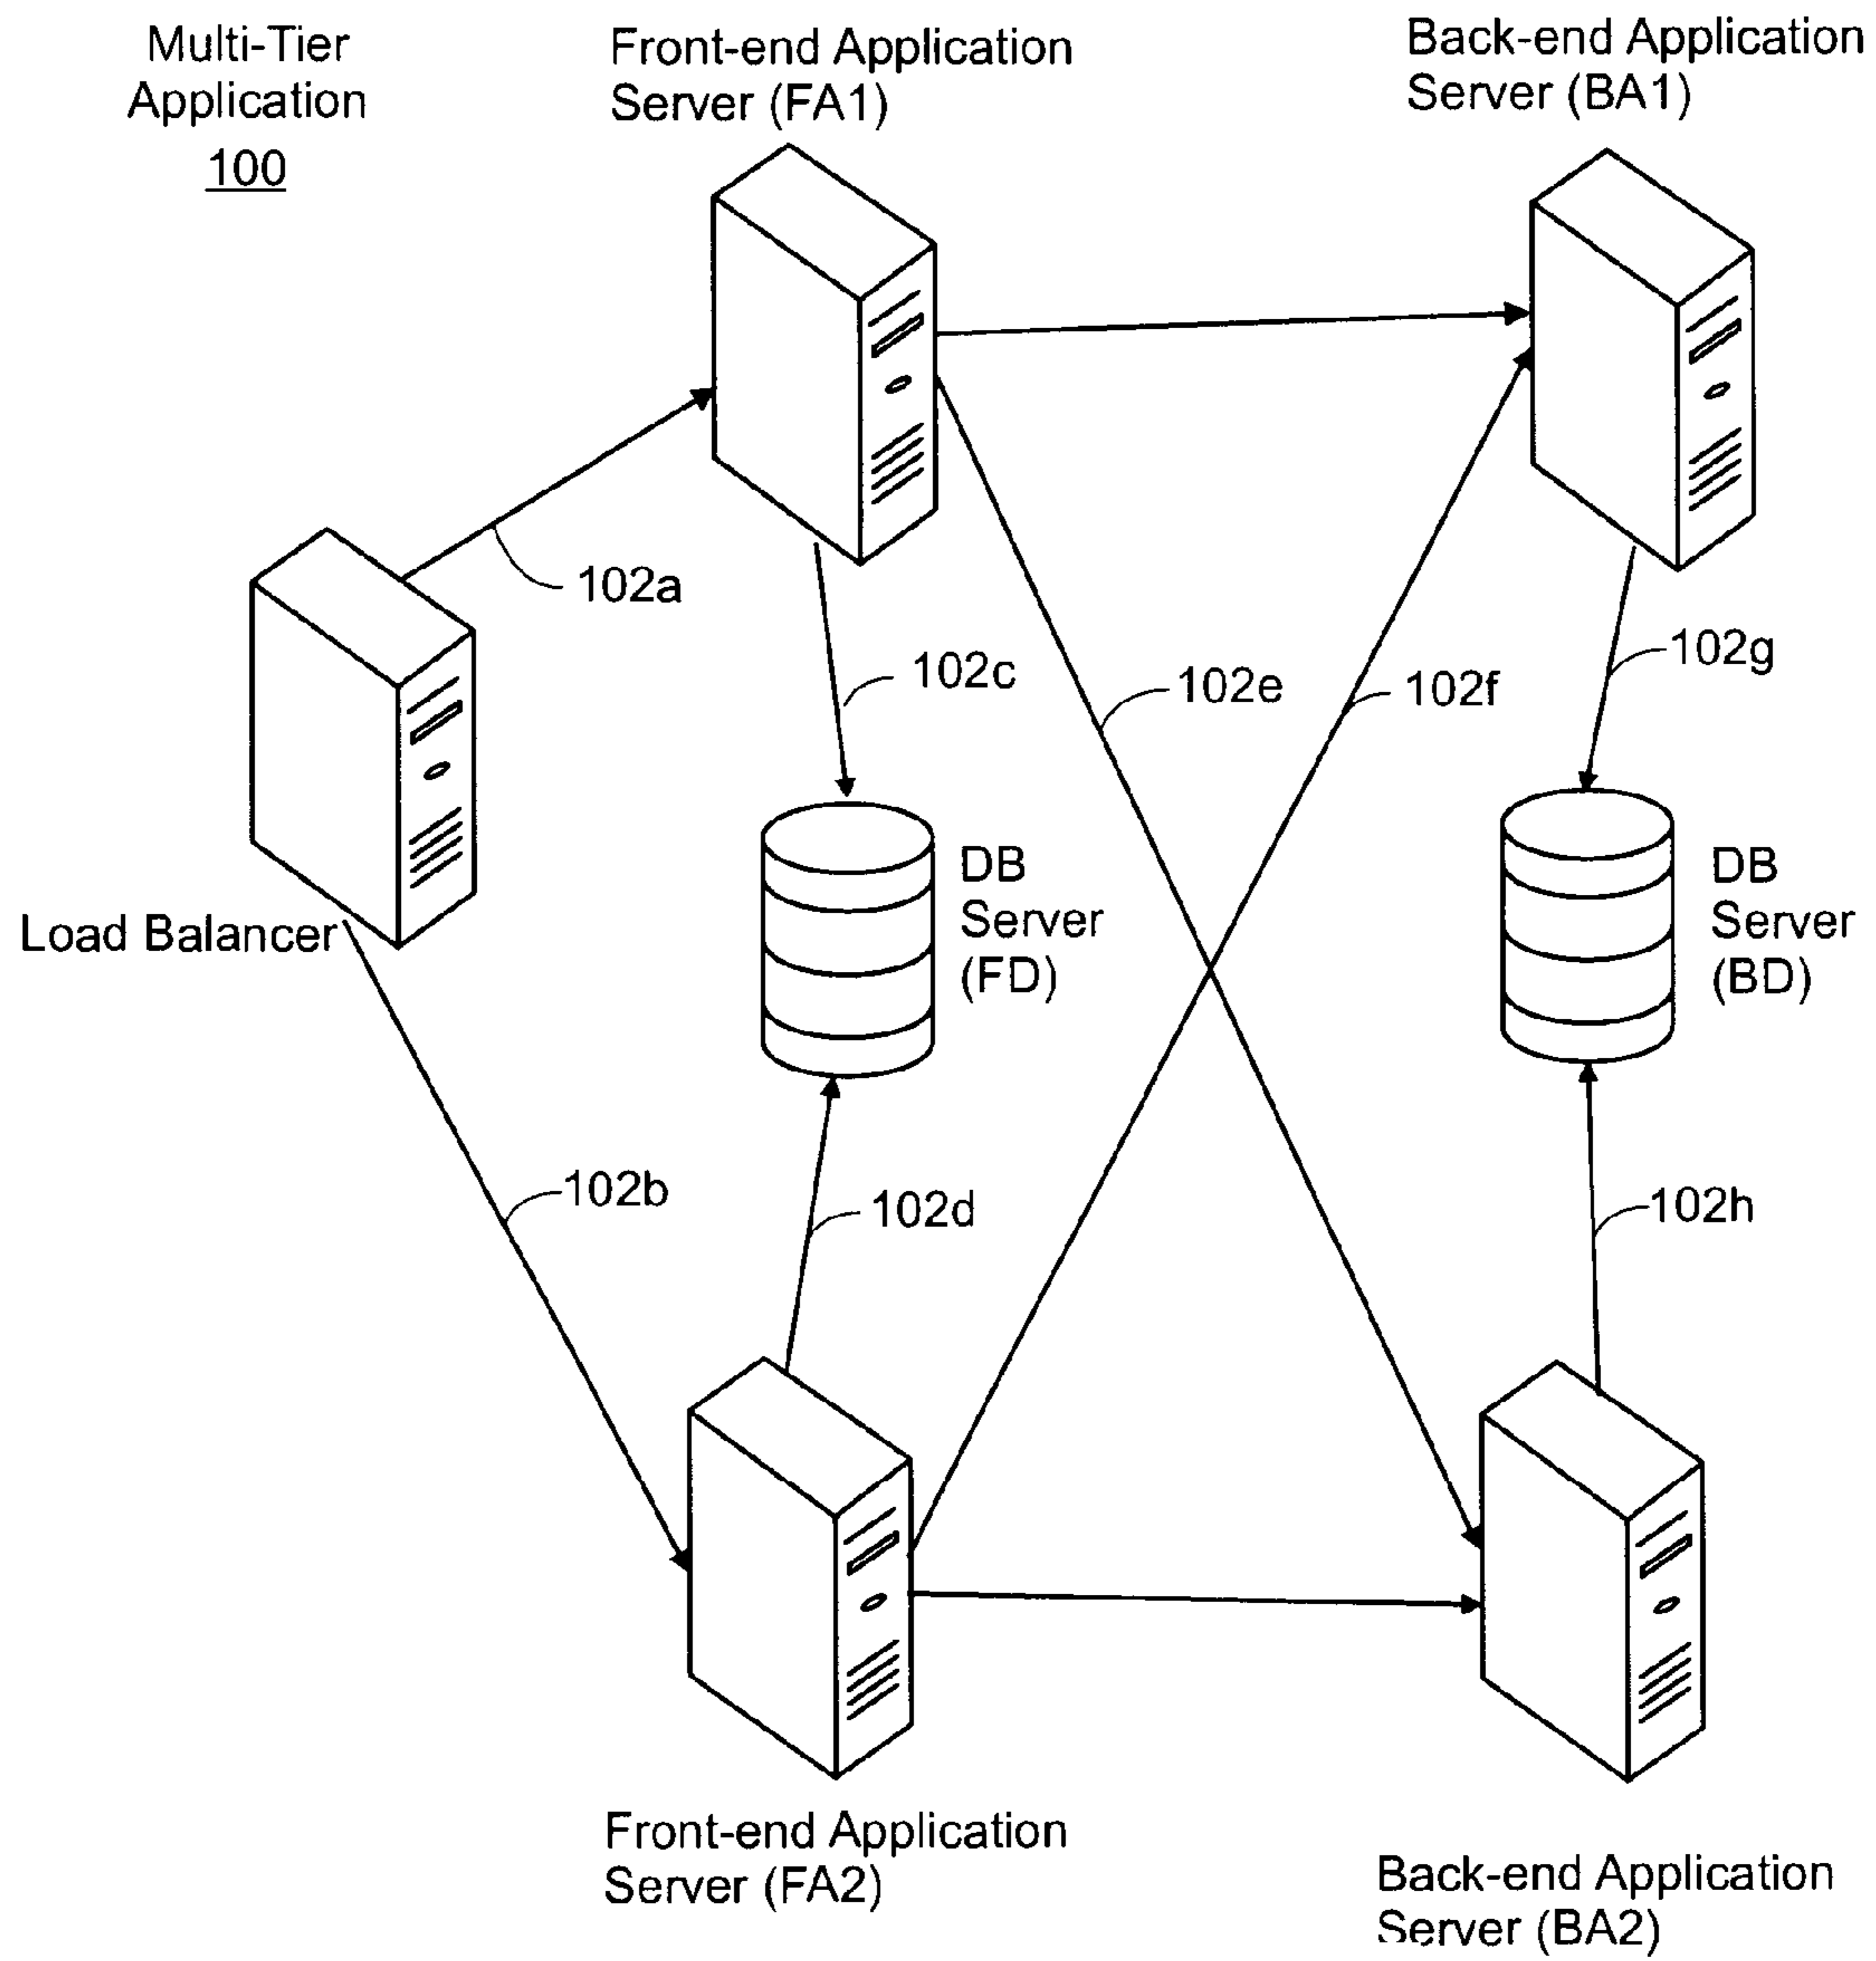 Multi-Tier
Application
100
Front-end Application
Server (FA1)
Back-end Application
Server (BA1)
102a
102c
102e
102f
102g
Load Balancer
DB
Server
(FD)
DB
Server
(BD)
102b
102d
102h
Front-end Application
Server (FA2)
Back-end Application
Server (BA2)